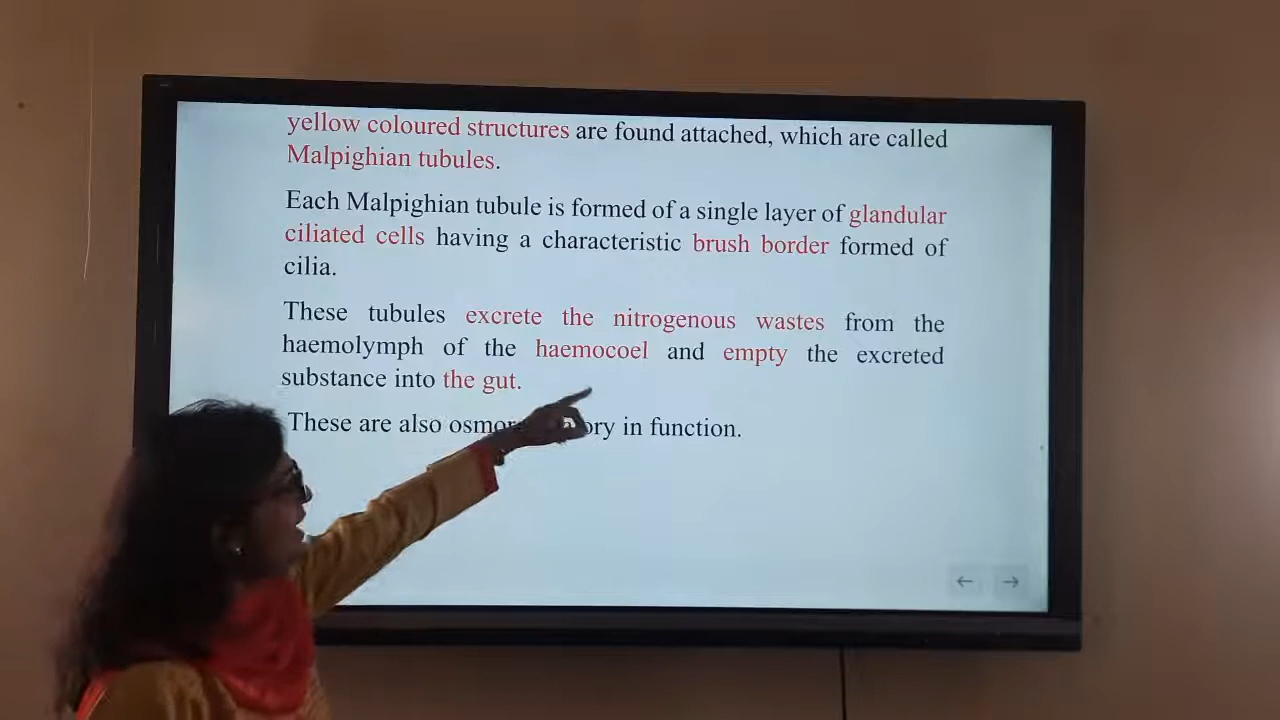 yellow coloured structures are found attached, which are called
Malpighian tubules.
Each Malpighian tubule is formed of a single layer of glandular
ciliated cells having a characteristic brush border formed of
cilia.
These tubules excrete the nitrogenous wastes from the
haemolymph of the haemocoel and empty the excreted
substance into the gut.
These are also in function.